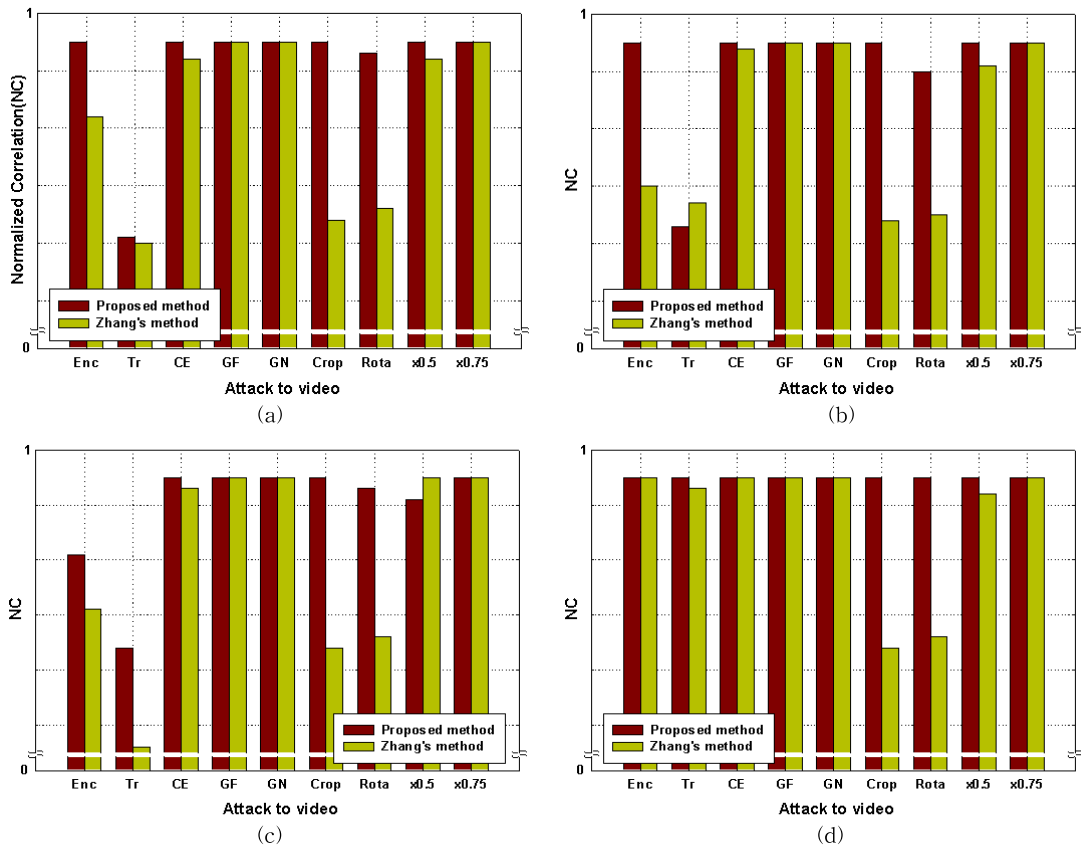 1
Normalized Correlation(NC)
Proposed method
Zhang's method
0
Enc Tr CE GF GN Crop Rota x0.5 x0.75
Attack to video
(a)
1
NC
Proposed method
Zhang's method
0
Enc Tr CE GF GN Crop Rota x0.5 x0.75
Attack to video
(b)
1
NC
Proposed method
Zhang's method
0
Enc Tr CE GF GN Crop Rota x0.5 x0.75
Attack to video
(c)
1
NC
Proposed method
Zhang's method
0
Enc Tr CE GF GN Crop Rota x0.5 x0.75
Attack to video
(d)